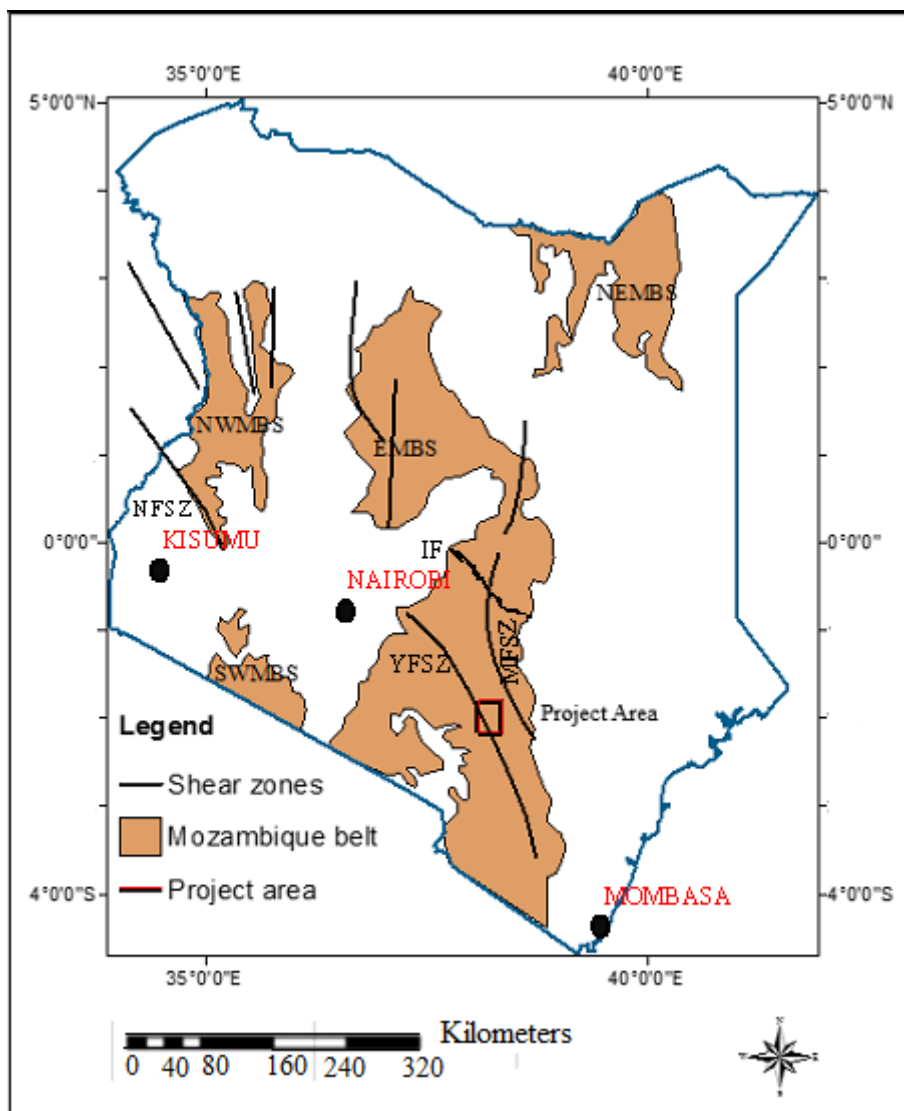 35°0'0"E 40°0'0"E
5°0'0"N 5°0'0"N
NEMBS
NWMBS
EMBS
NFSZ
KISUMU
0°0'0" 0°0'0"
IF
NAIROBI
MFSZ
YFSZ
SWMBS
Project Area
Legend
Shear zones
Mozambique belt
Project area
4°0'0"S 4°0'0"S
MOMBASA
35°0'0"E 40°0'0"E
Kilometers
0 40 80 160 240 320
N
W E
S